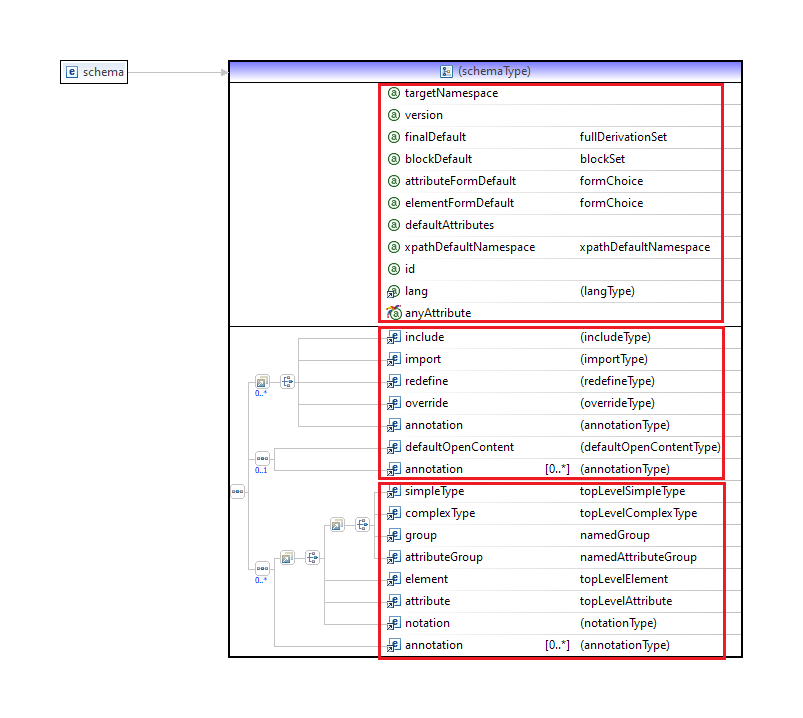 schema
(schemaType)
targetNamespace
version
finalDefault fullDerivationSet
blockDefault blockSet
attributeFormDefault formChoice
elementFormDefault formChoice
defaultAttributes
xpathDefaultNamespace xpathDefaultNamespace
id
lang (langType)
anyAttribute
include (includeType)
import (importType)
redefine (redefineType)
0..*
override (overrideType)
annotation (annotationType)
defaultOpenContent (defaultOpenContentType)
0..1
annotation [0..*] (annotationType)
simpleType topLevelSimpleType
complexType topLevelComplexType
group namedGroup
attributeGroup namedAttributeGroup
0..*
element topLevelElement
attribute topLevelAttribute
notation (notationType)
annotation [0..*] (annotationType)